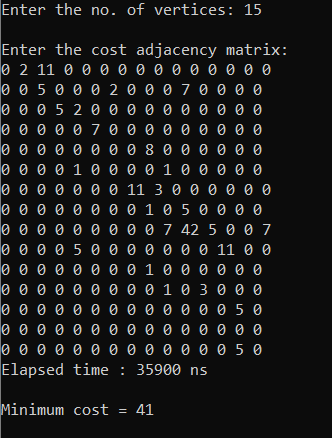 Enter the no. of vertices: 15
Enter the cost adjacency matrix:
0 2 11 0 0 0 0 0 0 0 0 0 0 0 0
0 0 5 0 0 0 2 0 0 0 7 0 0 0 0
0 0 0 5 2 0 0 0 0 0 0 0 0 0 0
0 0 0 0 0 7 0 0 0 0 0 0 0 0 0
0 0 0 0 0 0 0 0 8 0 0 0 0 0 0
0 0 0 0 1 0 0 0 0 1 0 0 0 0 0
0 0 0 0 0 0 0 11 3 0 0 0 0 0 0
0 0 0 0 0 0 0 0 1 0 5 0 0 0 0
0 0 0 0 0 0 0 0 0 7 42 5 0 0 7
0 0 0 0 5 0 0 0 0 0 0 0 11 0 0
0 0 0 0 0 0 0 0 1 0 0 0 0 0 0
0 0 0 0 0 0 0 0 0 1 0 3 0 0 0
0 0 0 0 0 0 0 0 0 0 0 0 0 5 0
0 0 0 0 0 0 0 0 0 0 0 0 0 0 0
0 0 0 0 0 0 0 0 0 0 0 0 0 5 0
Elapsed time : 35900 ns
Minimum cost = 41